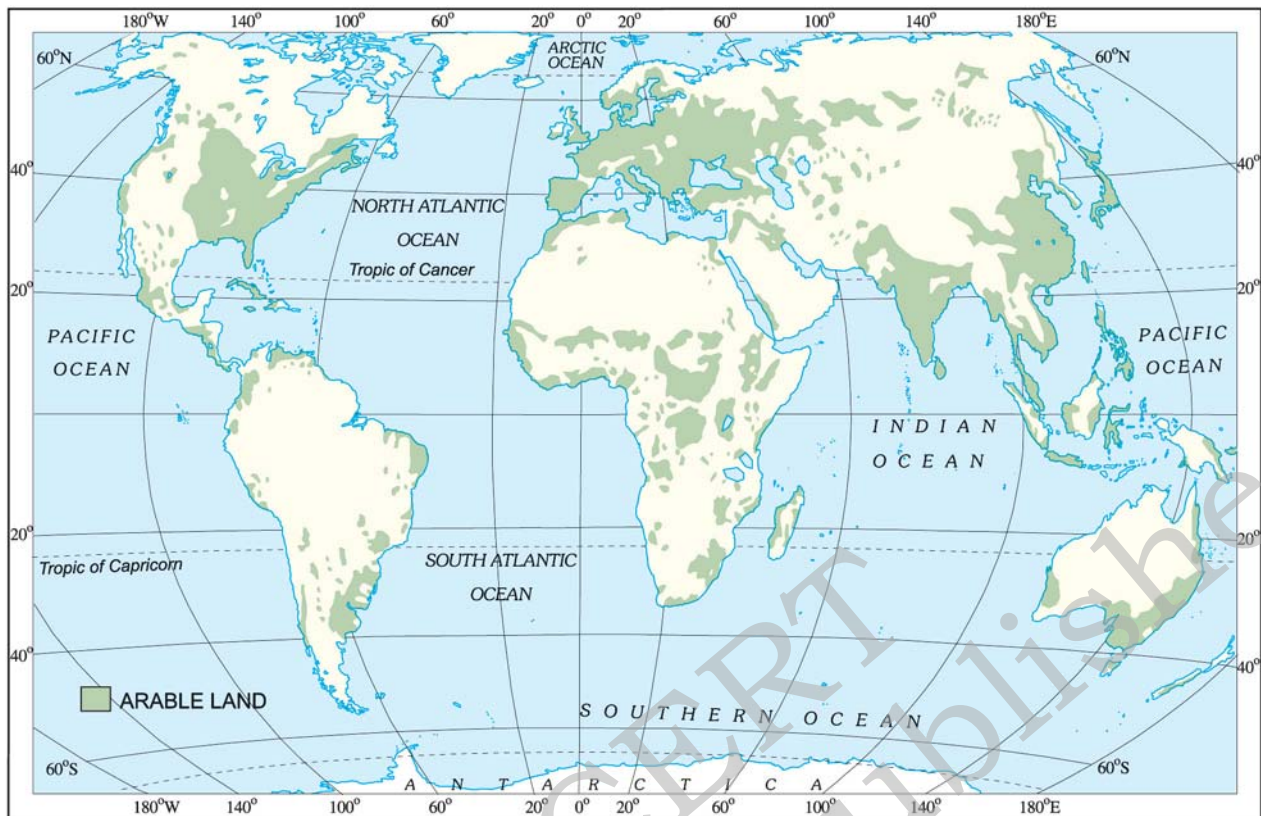 180°W 140° 100° 60° 20° 0° 20° 60° 100° 140° 180°E
60°N
ARCTIC
OCEAN
60°N
40°
40°
NORTH ATLANTIC
OCEAN
Tropic of Cancer
20°
20°
PACIFIC
OCEAN
PACIFIC
OCEAN
INDIAN
OCEAN
20°
20°
Tropic of Capricorn
SOUTH ATLANTIC
OCEAN
40°
40°
ARABLE LAND
SOUTHERN OCEAN
60°S
60°S
ANTARCTICA
180°W 140° 100° 60° 20° 0° 20° 60° 100° 140° 180°E